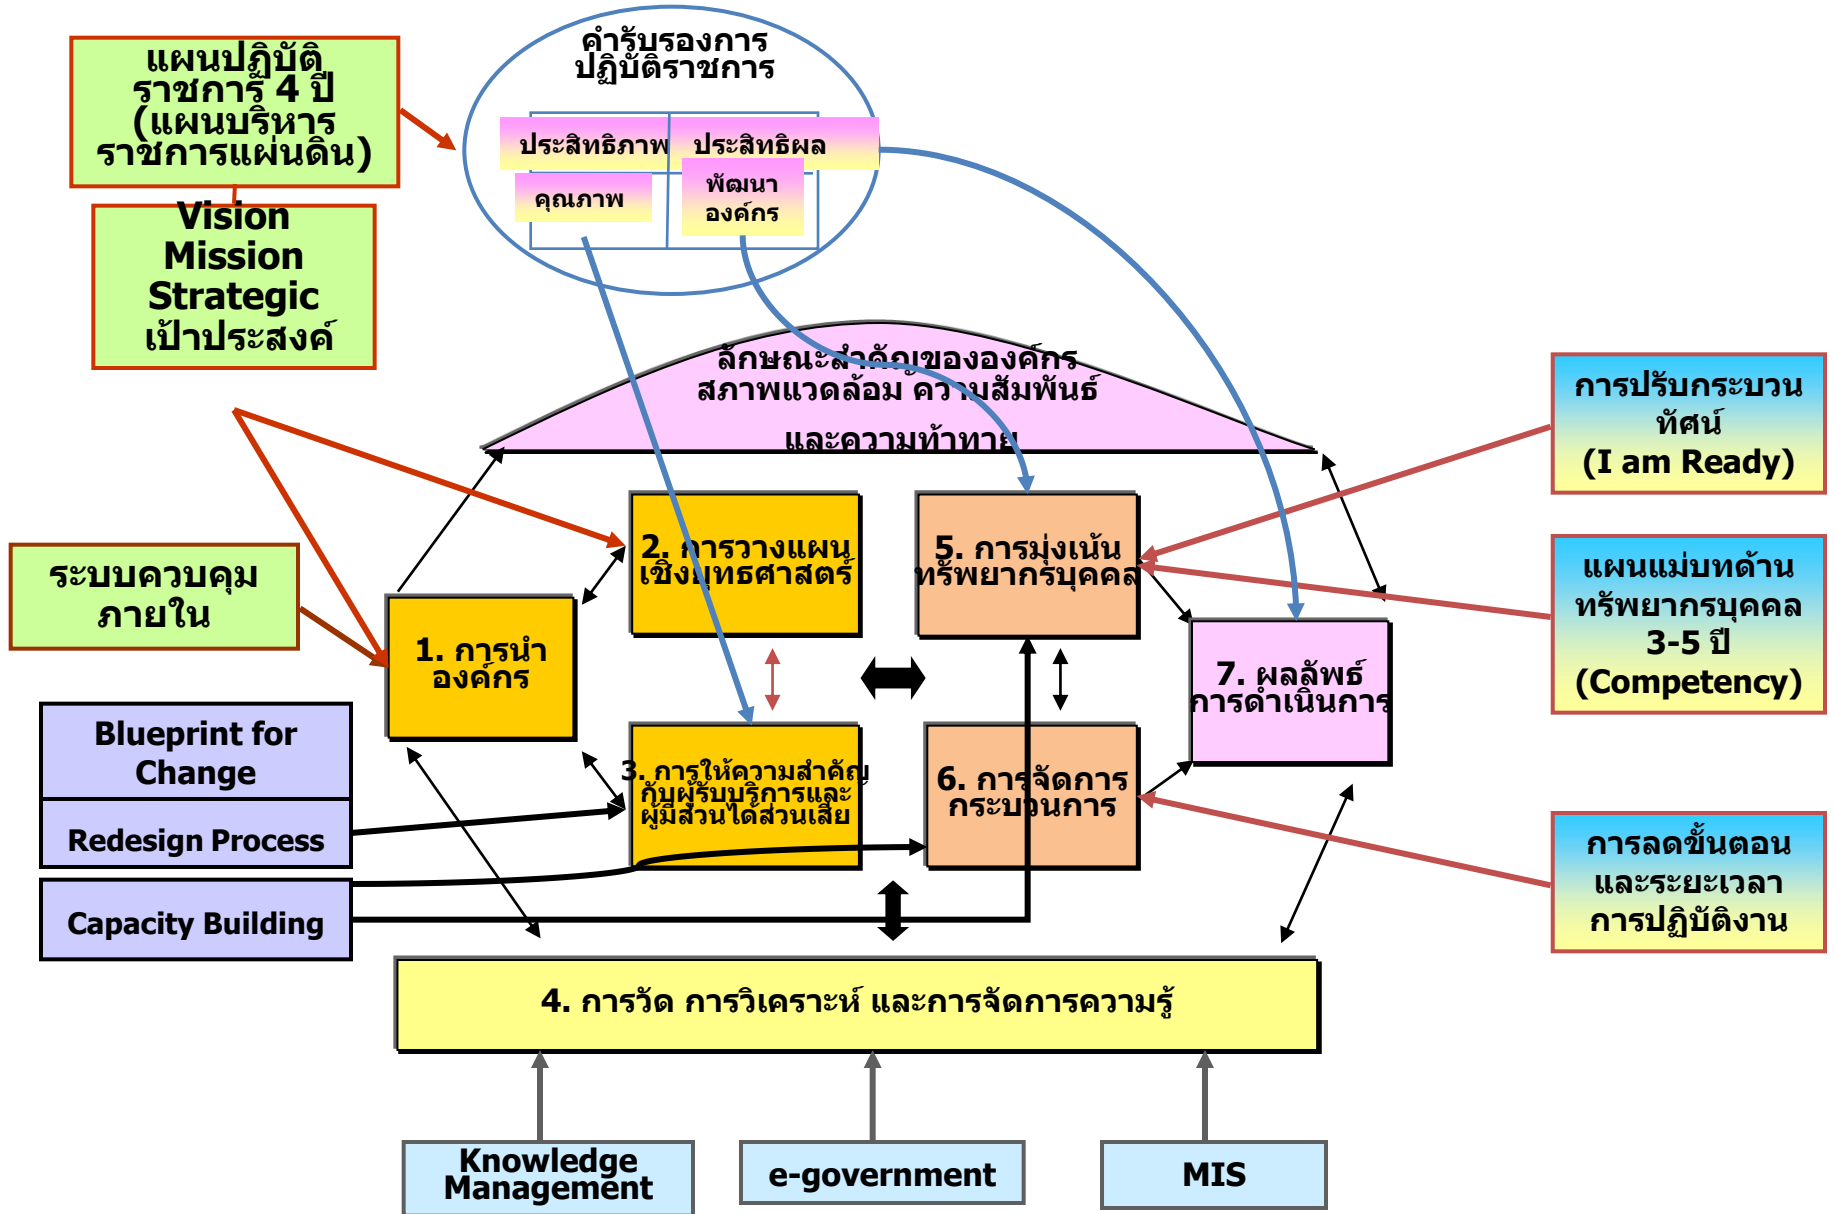 แผนปฏิบัติ
ราชการ 4 ปี
(แผนบริหาร
ราชการแผ่นดิน)
Vision
Mission
Strategic
เป้าประสงค์
คำรับรองการ
ปฏิบัติราชการ
ประสิทธิภาพ
ประสิทธิผล
คุณภาพ
พัฒนา
องค์กร
ลักษณะสำคัญขององค์กร
สภาพแวดล้อม ความสัมพันธ์
และความท้าทาย
การปรับกระบวน
ทัศน์
(I am Ready)
2. การวางแผน
เชิงยุทธศาสตร์
5. การมุ่งเน้น
ทรัพยากรบุคคล
แผนแม่บทด้าน
ทรัพยากรบุคคล
3-5 ปี
(Competency)
ระบบควบคุม
ภายใน
1. การนำ
องค์กร
7. ผลลัพธ์
การดำเนินการ
Blueprint for
Change
Redesign Process
Capacity Building
3. การให้ความสำคัญ
กับผู้รับบริการและ
ผู้มีส่วนได้ส่วนเสีย
6. การจัดการ
กระบวนการ
การลดขั้นตอน
และระยะเวลา
การปฏิบัติงาน
4. การวัด การวิเคราะห์ และการจัดการความรู้
Knowledge
Management
e-government
MIS